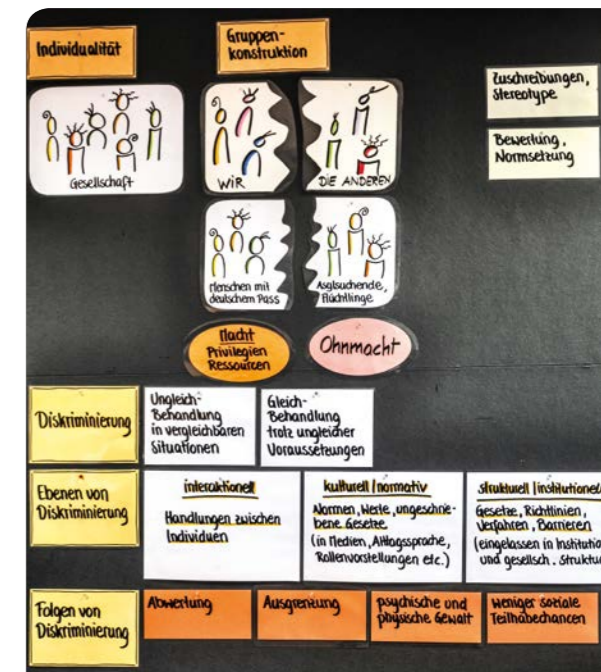 Individualität
Gruppen-
konstruktion
Zuschreibungen,
Stereotype
Bewertung,
Normsetzung
Gesellschaft
WIR
DIE ANDEREN
Menschen mit
deutschem Pass
Asylsuchende,
Flüchtlinge
Macht
Privilegien
Ressourcen
Ohnmacht
Diskriminierung
Ungleich-
Behandlung
in vergleichbaren
Situationen
Gleich-
Behandlung
trotz ungleicher
Voraussetzungen
Ebenen von
Diskriminierung
interaktionell
Handlungen zwischen
Individuen
kulturell/normativ
Normen, Werte, ungeschrie-
bene Gesetze
(in Medien, Alltagssprache,
Rollenvorstellungen etc.)
strukturell/institutionell
Gesetze, Richtlinien,
Verfahren, Barrieren
(eingelassen in Institutio
und gesellsch. Struktu
Folgen von
Diskriminierung
Abwertung
Ausgrenzung
psychische und
physische Gewalt
weniger soziale
Teilhabechancen